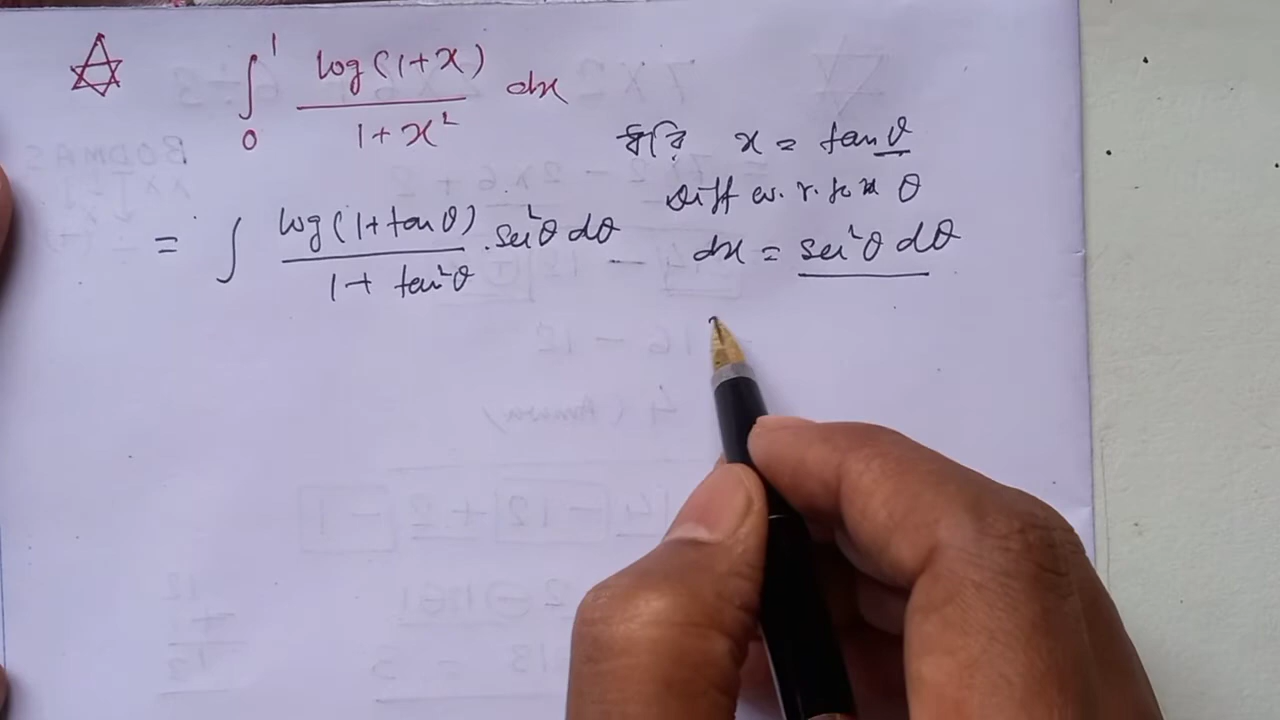 ∫₀¹ log(1+x) / 1+x² dx
ধরি x = tanθ
Diff w.r.to θ
= ∫ log(1+tanθ) / 1+tan²θ . sec²θ dθ
dx = sec²θ dθ